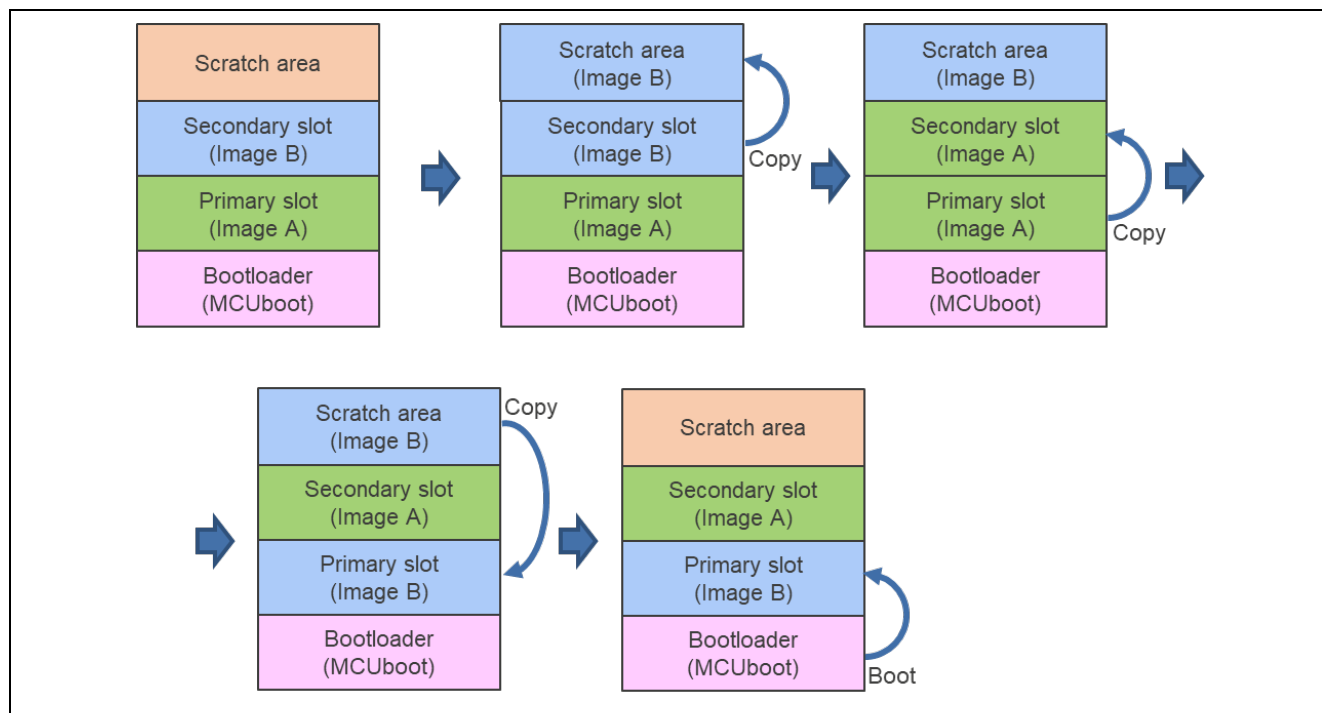 Scratch area
Secondary slot
(Image B)
Primary slot
(Image A)
Bootloader
(MCUboot)
Scratch area
(Image B)
Secondary slot
(Image B)
Copy
Primary slot
(Image A)
Bootloader
(MCUboot)
Scratch area
(Image B)
Secondary slot
(Image A)
Primary slot
(Image A)
Copy
Bootloader
(MCUboot)
Scratch area
(Image B)
Copy
Secondary slot
(Image A)
Primary slot
(Image B)
Bootloader
(MCUboot)
Scratch area
Secondary slot
(Image A)
Primary slot
(Image B)
Bootloader
(MCUboot)
Boot